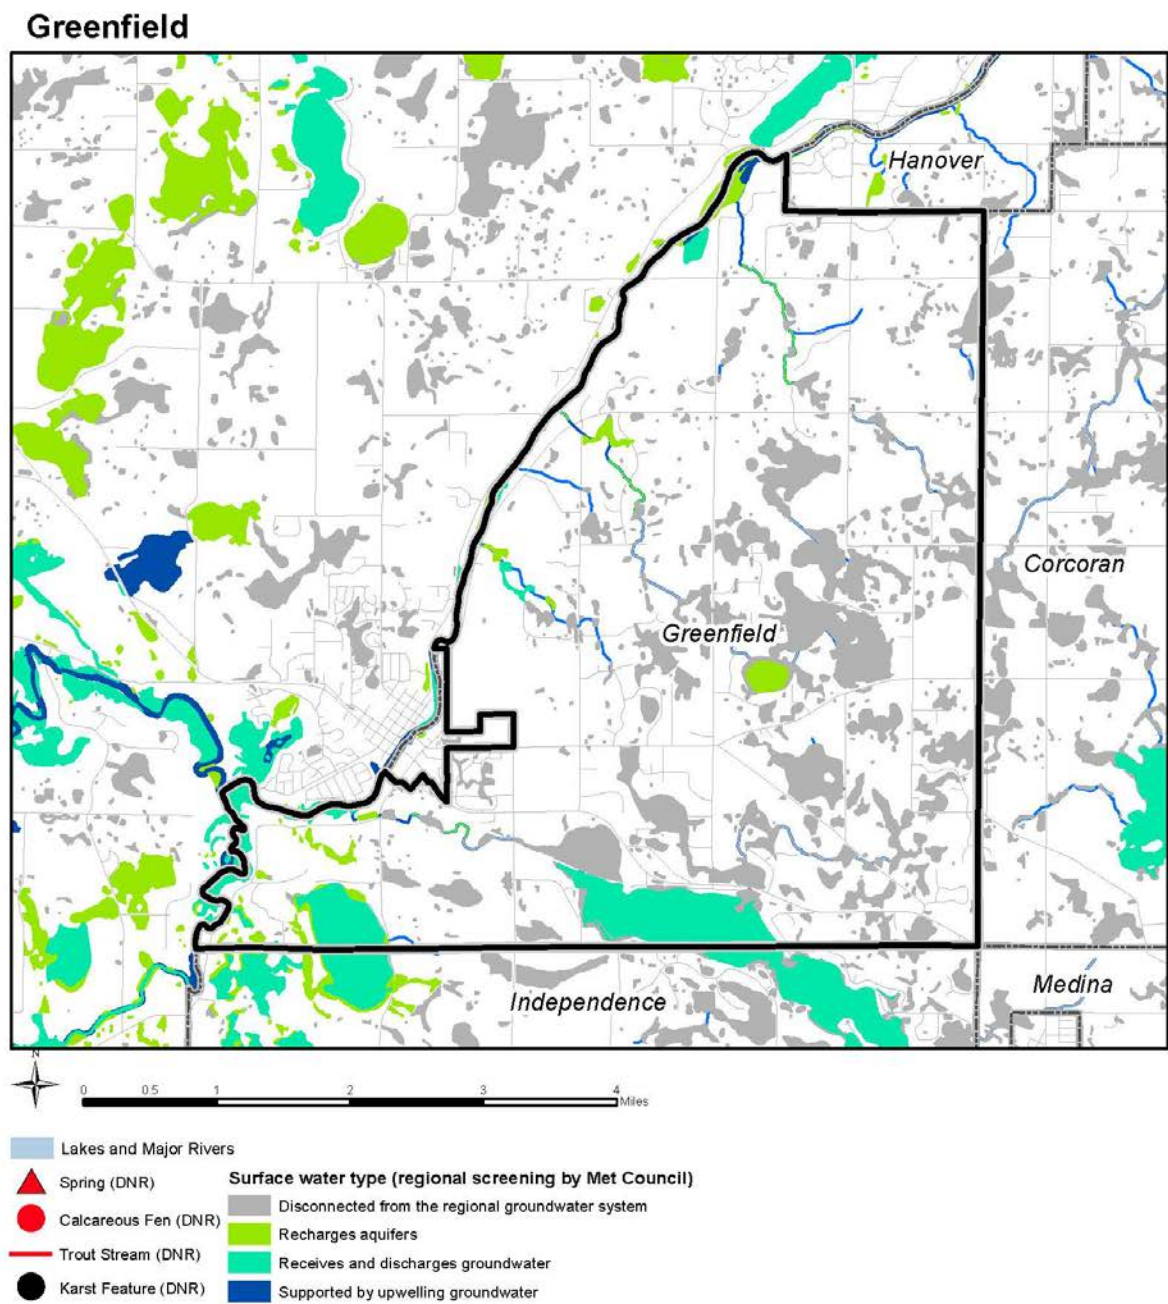 Greenfield
Hanover
Corcoran
Greenfield
Medina
Independence
N
0 0.5 1 2 3 4
Miles
Lakes and Major Rivers
Spring (DNR)
Calcareous Fen (DNR)
Trout Stream (DNR)
Karst Feature (DNR)
Surface water type (regional screening by Met Council)
Disconnected from the regional groundwater system
Recharges aquifers
Receives and discharges groundwater
Supported by upwelling groundwater